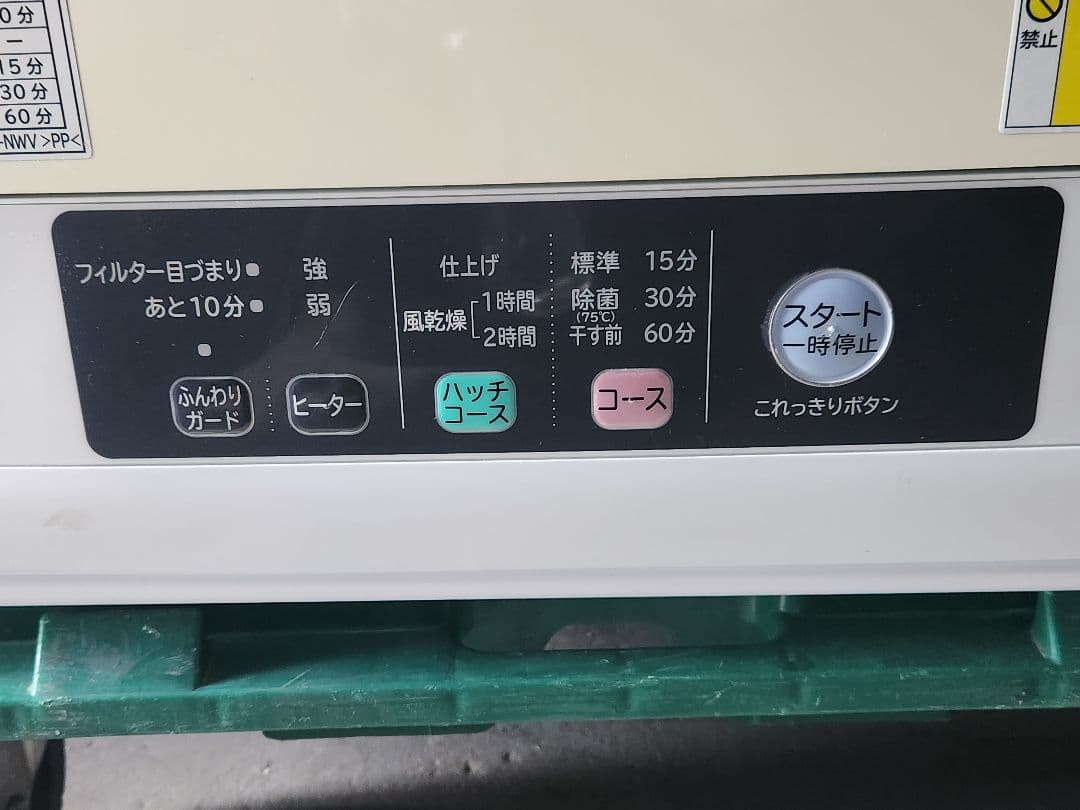 0分
ー
15分
30分
60分
-NWV >PP<
禁止
フィルター目づまり
あと10分
強
弱
仕上げ
風乾燥
1時間
2時間
標準
除菌
(75℃)
干す前
15分
30分
60分
スタート
一時停止
これっきりボタン
ふんわり
ガード
ヒーター
ハッチ
コース
コース